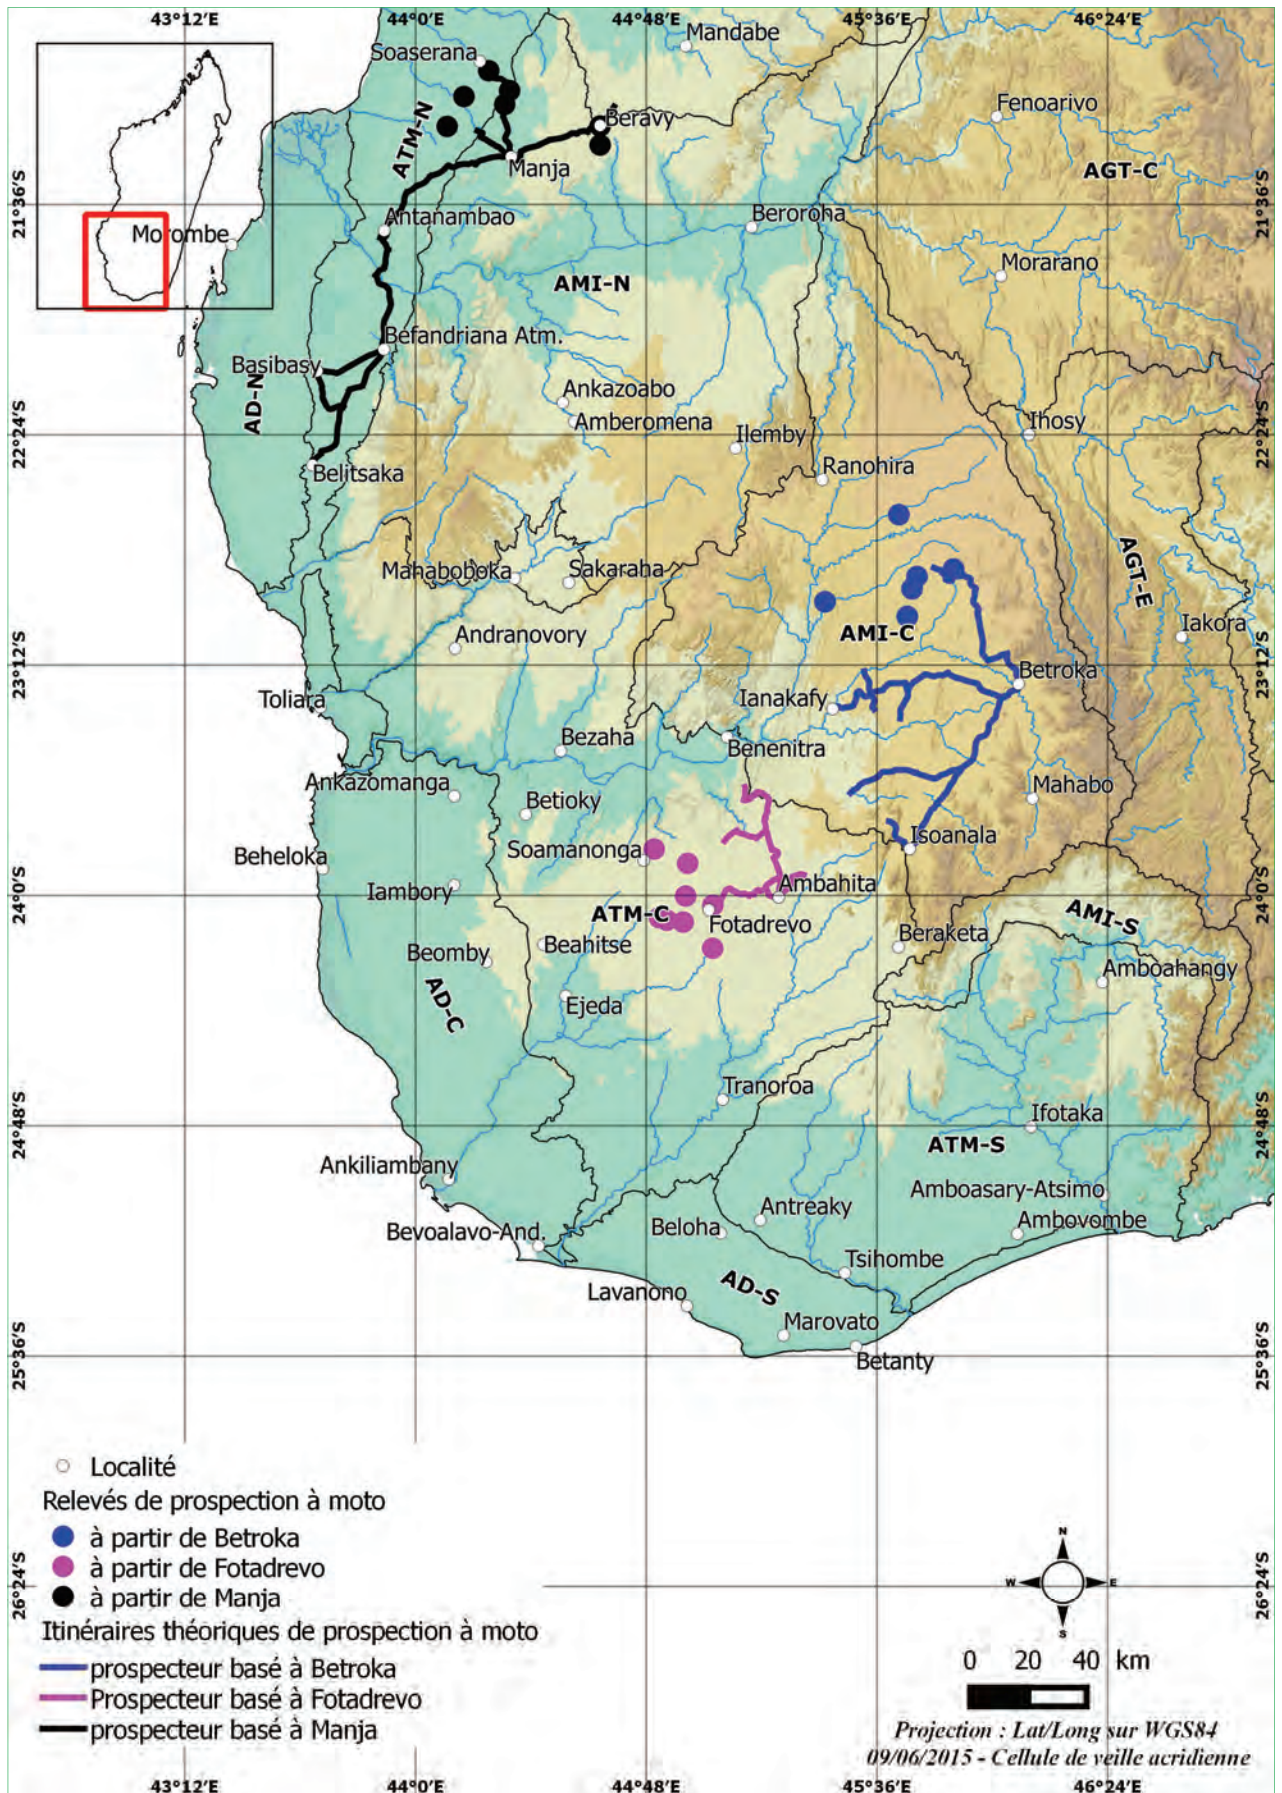 43°12′E 44°0′E 44°48′E 45°36′E 46°24′E
Mandabe
Soaserana
Fenoarivo
Beravy
ATM-N
Manja
AGT-C
21°36′S 21°36′S
Antanambao
Beroroha
Morombe
Morarano
AMI-N
Befandriana Atm.
Basibasy
AD-N
Ankazoabo
Amberomena
Ihosy
22°24′S 22°24′S
Ilemby
Belitsaka
Ranohira
Mahaboboka
Sakaraha
AGT-E
Iakora
AMI-C
Andranovory
23°12′S 23°12′S
Betroka
Toliara
Ianakafy
Bezaha
Benenitra
Ankazomanga
Betioky
Mahabo
Isoanala
Soamanonga
Beheloka
Ambahita
Iambory
24°0′S 24°0′S
ATM-C
Fotadrevo
AMI-S
Beraketa
Beahitse
Beomby
Amboahangy
AD-C
Ejeda
Tranoroa
Ifotaka
24°48′S 24°48′S
ATM-S
Ankiliambany
Amboasary-Atsimo
Antreaky
Beloha
Ambovombe
Bevoalavo-And.
Tsihombe
AD-S
Lavanono
Marovato
25°36′S 25°36′S
Betanty
Localité
Relevés de prospection à moto
à partir de Betroka
à partir de Fotadrevo
à partir de Manja
Itinéraires théoriques de prospection à moto
prospecteur basé à Betroka
Prospecteur basé à Fotadrevo
prospecteur basé à Manja
26°24′S 26°24′S
N
W E
S
0 20 40 km
Projection : Lat/Long sur WGS84
09/06/2015 - Cellule de veille acridienne
43°12′E 44°0′E 44°48′E 45°36′E 46°24′E